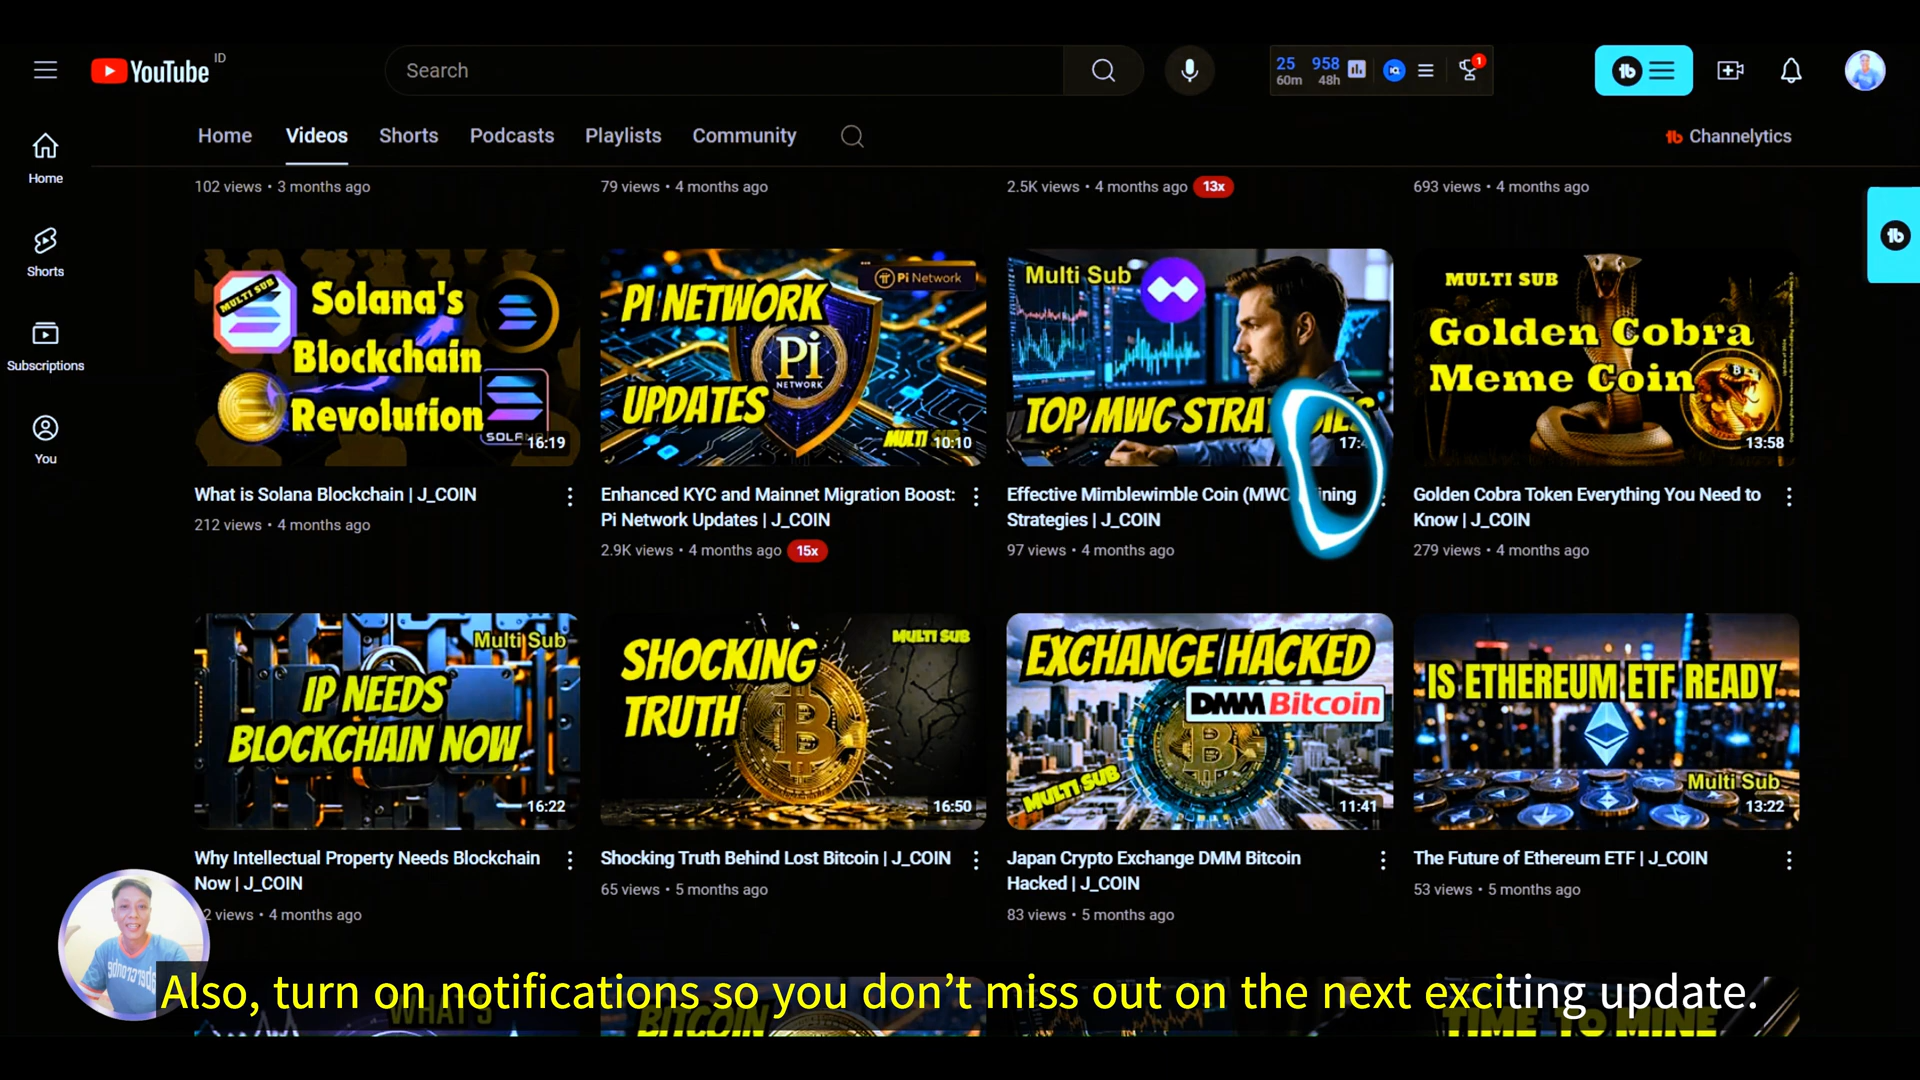 YouTube ID
Search
25 60m
958 48h
1
Home
Videos
Shorts
Podcasts
Playlists
Community
Channelytics
Home
Shorts
Subscriptions
You
102 views • 3 months ago
79 views • 4 months ago
2.5K views • 4 months ago 13x
693 views • 4 months ago
MULTI SUB
Solana's
Blockchain
Revolution
16:19
What is Solana Blockchain | J_COIN
212 views • 4 months ago
Pi Network
PI NETWORK
Pi
NETWORK
UPDATES
MULTI
10:10
Enhanced KYC and Mainnet Migration Boost:
Pi Network Updates | J_COIN
2.9K views • 4 months ago 15x
Multi Sub
TOP MWC
Effective Mimblewimble Coin (MWC
Strategies | J_COIN
97 views • 4 months ago
MULTI SUB
Golden Cobra
Meme Coin
13:58
Golden Cobra Token Everything You Need to
Know | J_COIN
279 views • 4 months ago
Multi Sub
IP NEEDS
BLOCKCHAIN NOW
16:22
Why Intellectual Property Needs Blockchain
Now | J_COIN
views • 4 months ago
MULTI SUB
SHOCKING
TRUTH
16:50
Shocking Truth Behind Lost Bitcoin | J_COIN
65 views • 5 months ago
EXCHANGE HACKED
DMM Bitcoin
MULTI SUB
11:41
Japan Crypto Exchange DMM Bitcoin
Hacked | J_COIN
83 views • 5 months ago
IS ETHEREUM ETF READY
Multi Sub
13:22
The Future of Ethereum ETF | J_COIN
53 views • 5 months ago
Also, turn on notifications so you don't miss out on the next exciting update.
WHAT'S
BITCOIN
TIME TO MINE